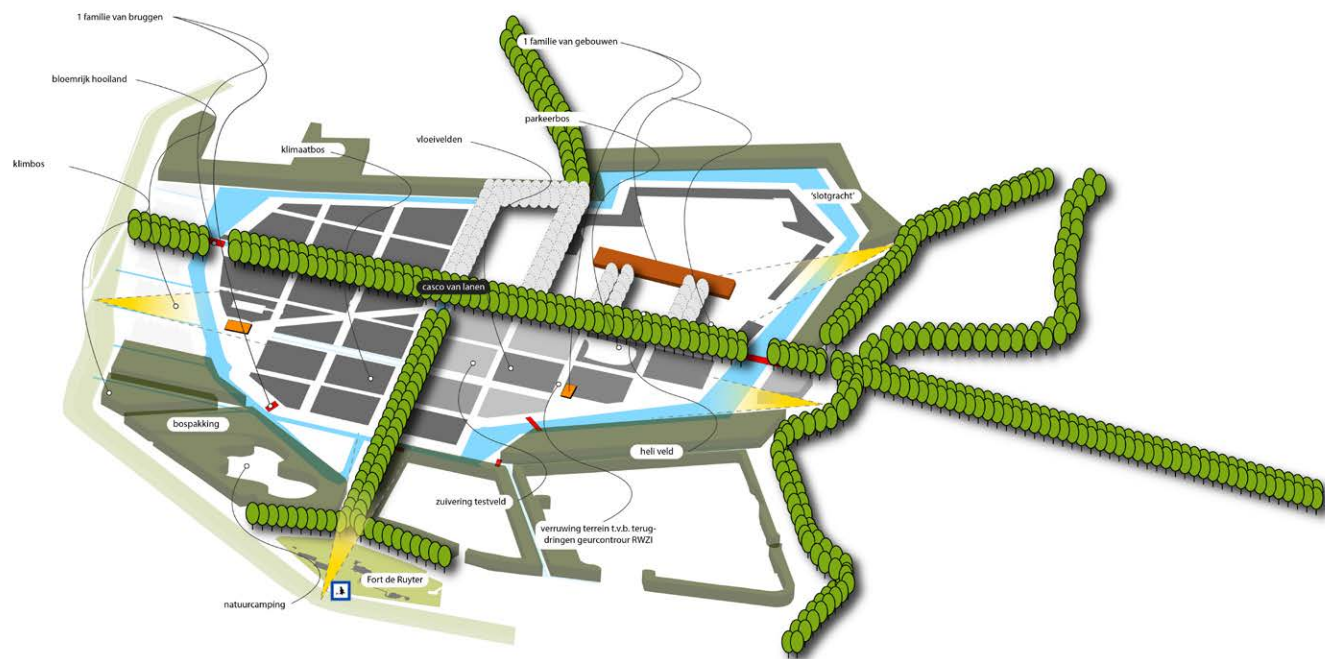 1 familie van bruggen
1 familie van gebouwen
bloemrijk hooiland
parkeerbos
vloeivelden
klimaatbos
klimbos
'slotgracht'
casco van lanen
bospakking
heli veld
zuivering testveld
verruwing terrein t.v.b. terug-
dringen geurcontrour RWZI
Fort de Ruyter
natuurcamping